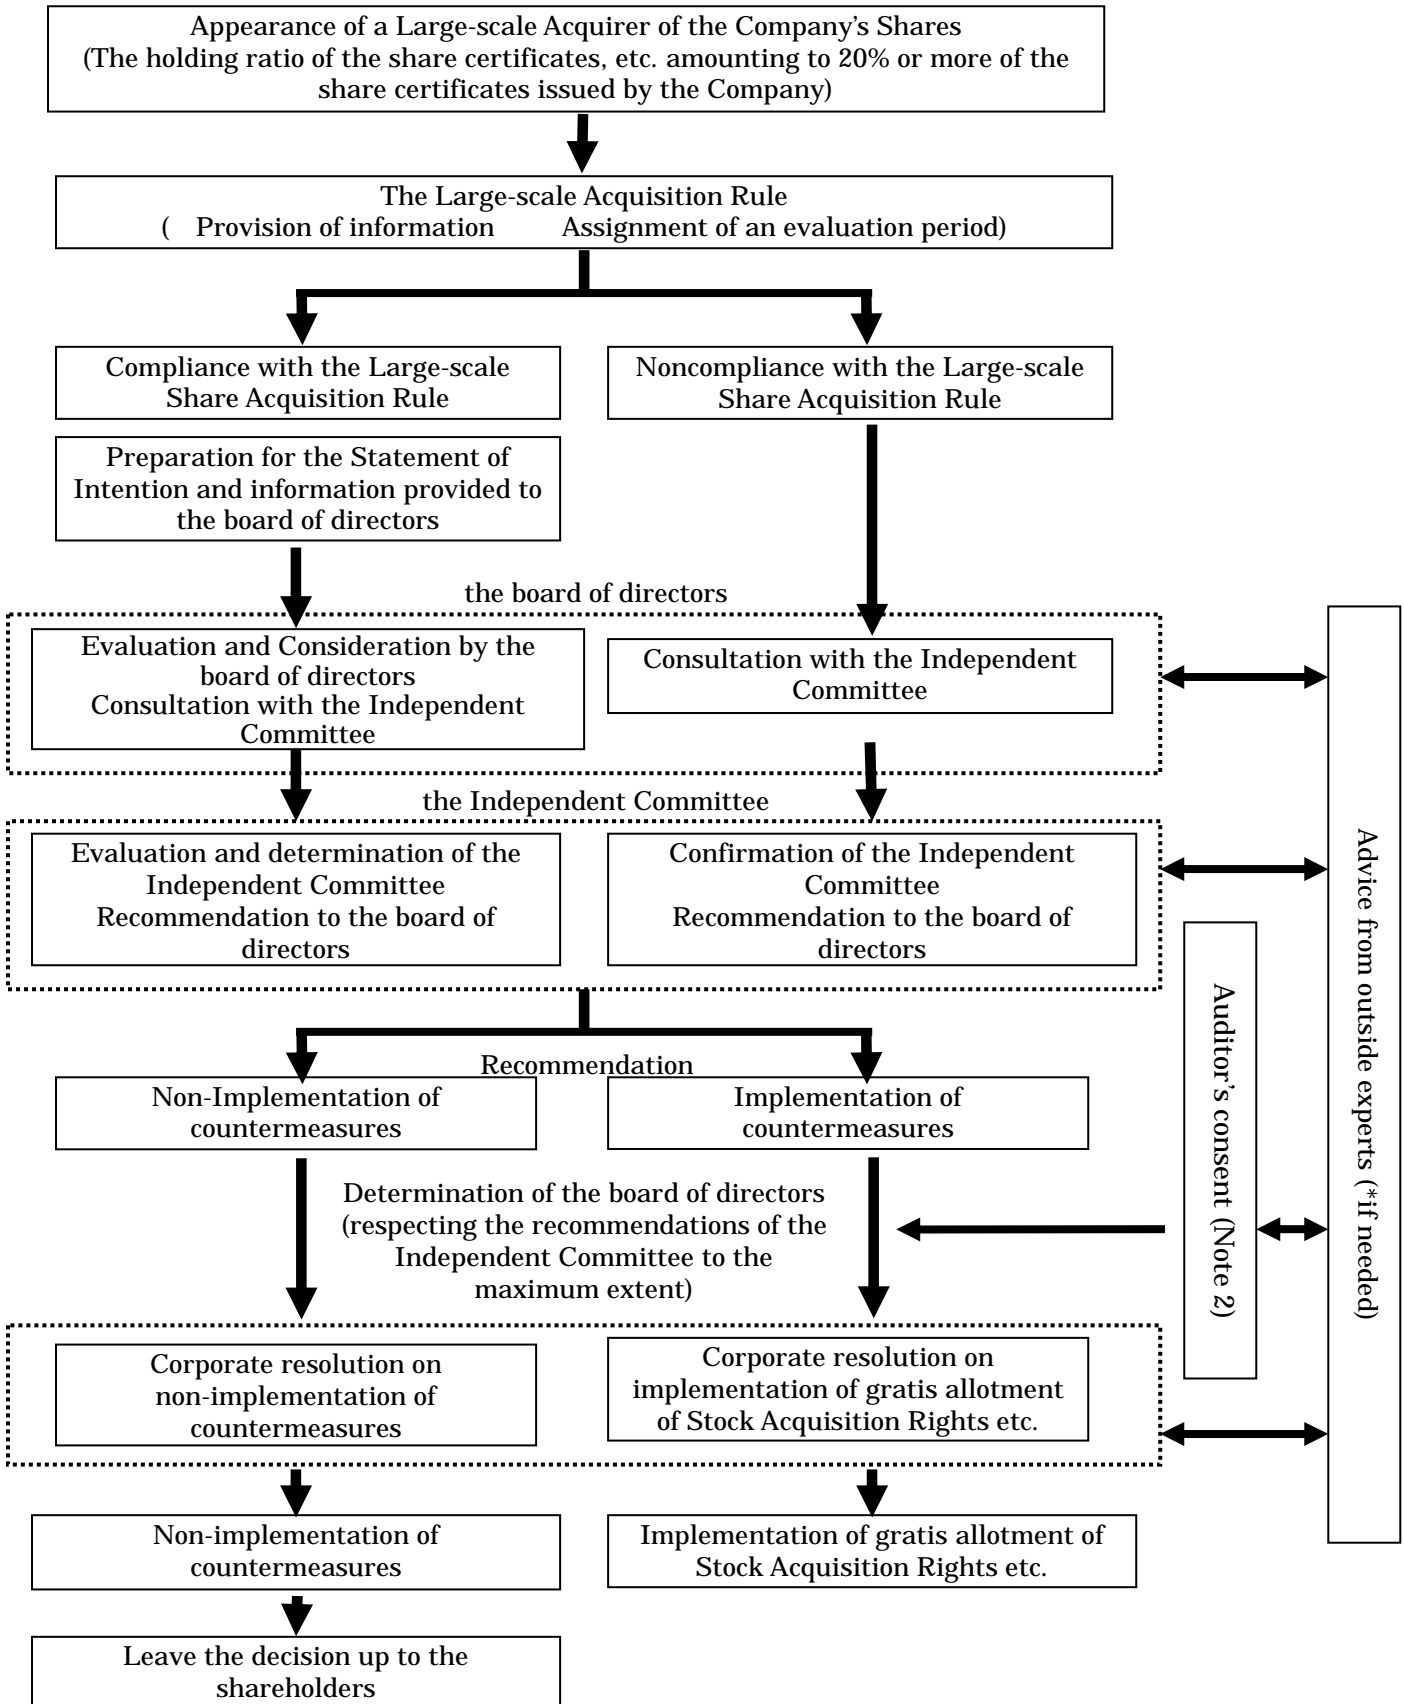 Appearance of a Large-scale Acquirer of the Company’s Shares
(The holding ratio of the share certificates, etc. amounting to 20% or more of the
share certificates issued by the Company)
The Large-scale Acquisition Rule
( Provision of information Assignment of an evaluation period)
Compliance with the Large-scale
Share Acquisition Rule
Noncompliance with the Large-scale
Share Acquisition Rule
Preparation for the Statement of
Intention and information provided to
the board of directors
the board of directors
Evaluation and Consideration by the
board of directors
Consultation with the Independent
Committee
Consultation with the Independent
Committee
the Independent Committee
Evaluation and determination of the
Independent Committee
Recommendation to the board of
directors
Confirmation of the Independent
Committee
Recommendation to the board of
directors
Recommendation
Non-Implementation of
countermeasures
Implementation of
countermeasures
Determination of the board of directors
(respecting the recommendations of the
Independent Committee to the
maximum extent)
Auditor’s consent (Note 2)
Advice from outside experts (*if needed)
Corporate resolution on
non-implementation of
countermeasures
Corporate resolution on
implementation of gratis allotment
of Stock Acquisition Rights etc.
Non-implementation of
countermeasures
Implementation of gratis allotment of
Stock Acquisition Rights etc.
Leave the decision up to the
shareholders